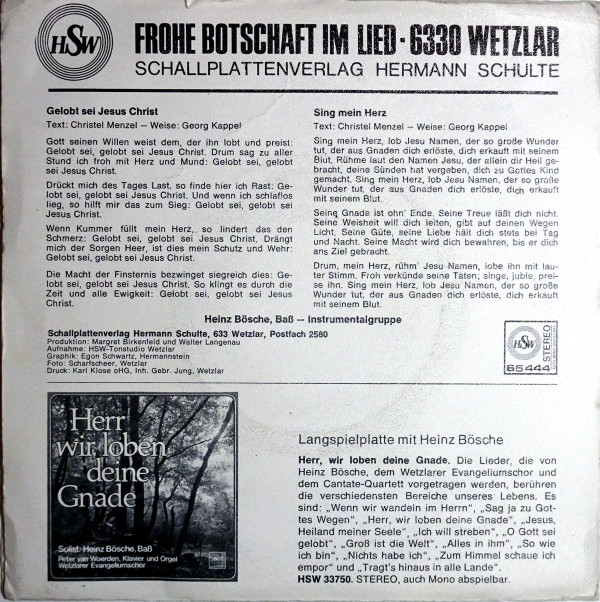 HSW
FROHE BOTSCHAFT IM LIED · 6330 WETZLAR
SCHALLPLATTENVERLAG HERMANN SCHULTE
Gelobt sei Jesus Christ
Text: Christel Menzel – Weise: Georg Kappel
Gott seinen Willen weist dem, der ihn lobt und preist:
Gelobt sei, gelobt sei Jesus Christ. Drum sag zu aller
Stund ich froh mit Herz und Mund: Gelobt sei, gelobt
sei Jesus Christ.
Drückt mich des Tages Last, so finde hier ich Rast: Ge-
lobt sei, gelobt sei Jesus Christ. Und wenn ich schlaflos
lieg, so hilft mir das zum Sieg: Gelobt sei, gelobt sei
Jesus Christ.
Wenn Kummer füllt mein Herz, so lindert das den
Schmerz: Gelobt sei, gelobt sei Jesus Christ, Drängt
mich der Sorgen Heer, ist dies mein Schutz und Wehr:
Gelobt sei, gelobt sei Jesus Christ.
Die Macht der Finsternis bezwinget siegreich dies: Ge-
lobt sei, gelobt sei Jesus Christ. So klingt es durch die
Zeit und alle Ewigkeit: Gelobt sei, gelobt sei Jesus
Christ.
Sing mein Herz
Text: Christel Menzel – Weise: Georg Kappel
Sing mein Herz, lob Jesu Namen, der so große Wunder
tut, der aus Gnaden dich erlöste, dich erkauft mit seinem
Blut, Rühme laut den Namen Jesu, der allein dir Heil ge-
bracht, deine Sünden hat vergeben, dich zu Gottes Kind
gemacht. Sing mein Herz, lob Jesu Namen, der so große
Wunder tut, der aus Gnaden dich erlöste, dich erkauft
mit seinem Blut.
Seine Gnade ist ohn' Ende. Seine Treue läßt dich nicht.
Seine Weisheit will dich leiten, gibt auf deinen Wegen
Licht. Seine Güte, seine Liebe hält dich stets bei Tag
und Nacht. Seine Macht wird dich bewahren, bis er dich
ans Ziel gebracht.
Drum, mein Herz, rühm' Jesu Namen, lobe ihn mit lau-
ter Stimm. Froh verkünde seine Taten; singe, juble, prei-
se ihn. Sing mein Herz, lob Jesu Namen, der so große
Wunder tut, der aus Gnaden dich erlöste, dich erkauft
mit seinem Blut.
Heinz Bösche, Baß – Instrumentalgruppe
Schallplattenverlag Hermann Schulte, 633 Wetzlar, Postfach 2580
Produktion: Margret Birkenfeld und Walter Langenau
Aufnahme: HSW-Tonstudio Wetzlar
Graphik: Egon Schwartz, Hermannstein
Foto: Scharfscheer, Wetzlar
Druck: Karl Klose oHG, Inh. Gebr. Jung, Wetzlar
HSW
STEREO
65 444
Herr
wir loben
deine
Gnade
Solist: Heinz Bösche, Baß
Peter van Woerden, Klavier und Orgel
Wetzlarer Evangeliumschor
Langspielplatte mit Heinz Bösche
Herr, wir loben deine Gnade. Die Lieder, die von
Heinz Bösche, dem Wetzlarer Evangeliumschor und
dem Cantate-Quartett vorgetragen werden, berühren
die verschiedensten Bereiche unseres Lebens. Es
sind: „Wenn wir wandeln im Herrn", „Sag ja zu Got-
tes Wegen", „Herr, wir loben deine Gnade", „Jesus,
Heiland meiner Seele", „Ich will streben", „O Gott sei
gelobt", „Groß ist die Welt", „Alles in ihm", „So wie
ich bin", „Nichts habe ich", „Zum Himmel schaue ich
empor" und „Tragt's hinaus in alle Lande".
HSW 33750. STEREO, auch Mono abspielbar.